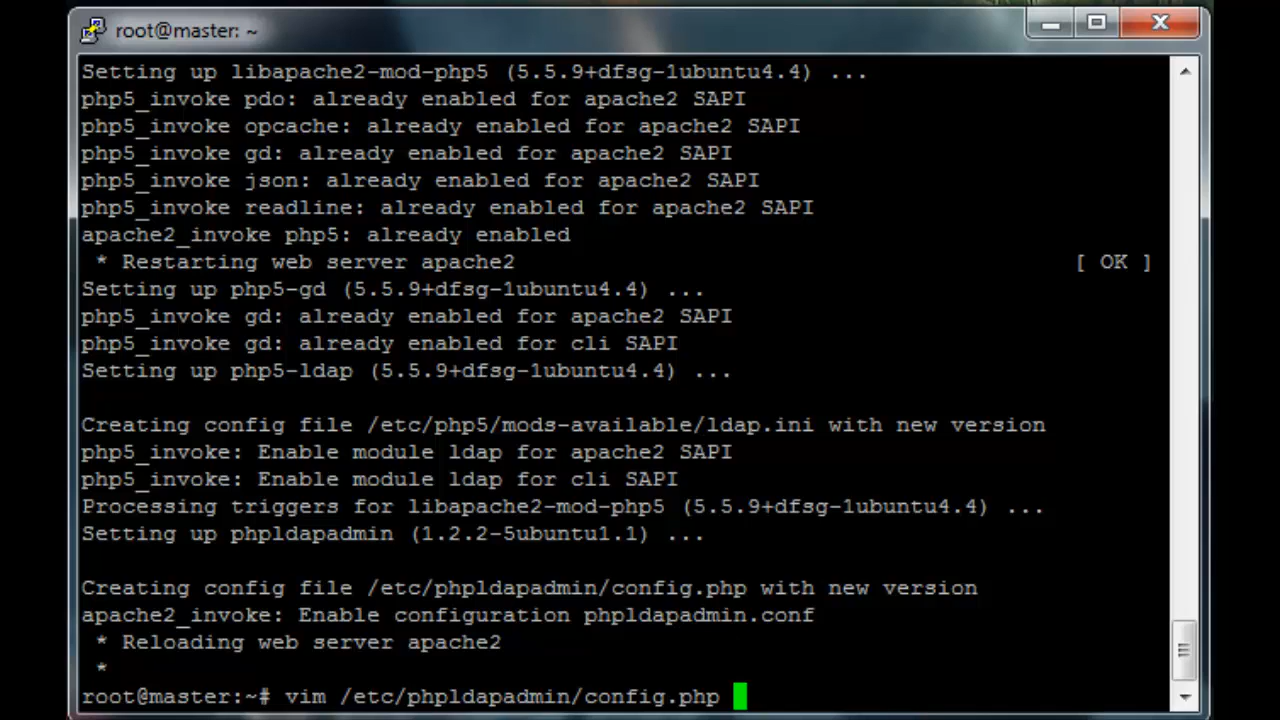 root@master: ~
Setting up libapache2-mod-php5 (5.5.9+dfsg-1ubuntu4.4) ...
php5_invoke pdo: already enabled for apache2 SAPI
php5_invoke opcache: already enabled for apache2 SAPI
php5_invoke gd: already enabled for apache2 SAPI
php5_invoke json: already enabled for apache2 SAPI
php5_invoke readline: already enabled for apache2 SAPI
apache2_invoke php5: already enabled
 * Restarting web server apache2 [ OK ]
Setting up php5-gd (5.5.9+dfsg-1ubuntu4.4) ...
php5_invoke gd: already enabled for apache2 SAPI
php5_invoke gd: already enabled for cli SAPI
Setting up php5-ldap (5.5.9+dfsg-1ubuntu4.4) ...
Creating config file /etc/php5/mods-available/ldap.ini with new version
php5_invoke: Enable module ldap for apache2 SAPI
php5_invoke: Enable module ldap for cli SAPI
Processing triggers for libapache2-mod-php5 (5.5.9+dfsg-1ubuntu4.4) ...
Setting up phpldapadmin (1.2.2-5ubuntu1.1) ...
Creating config file /etc/phpldapadmin/config.php with new version
apache2_invoke: Enable configuration phpldapadmin.conf
 * Reloading web server apache2
 *
root@master:~# vim /etc/phpldapadmin/config.php